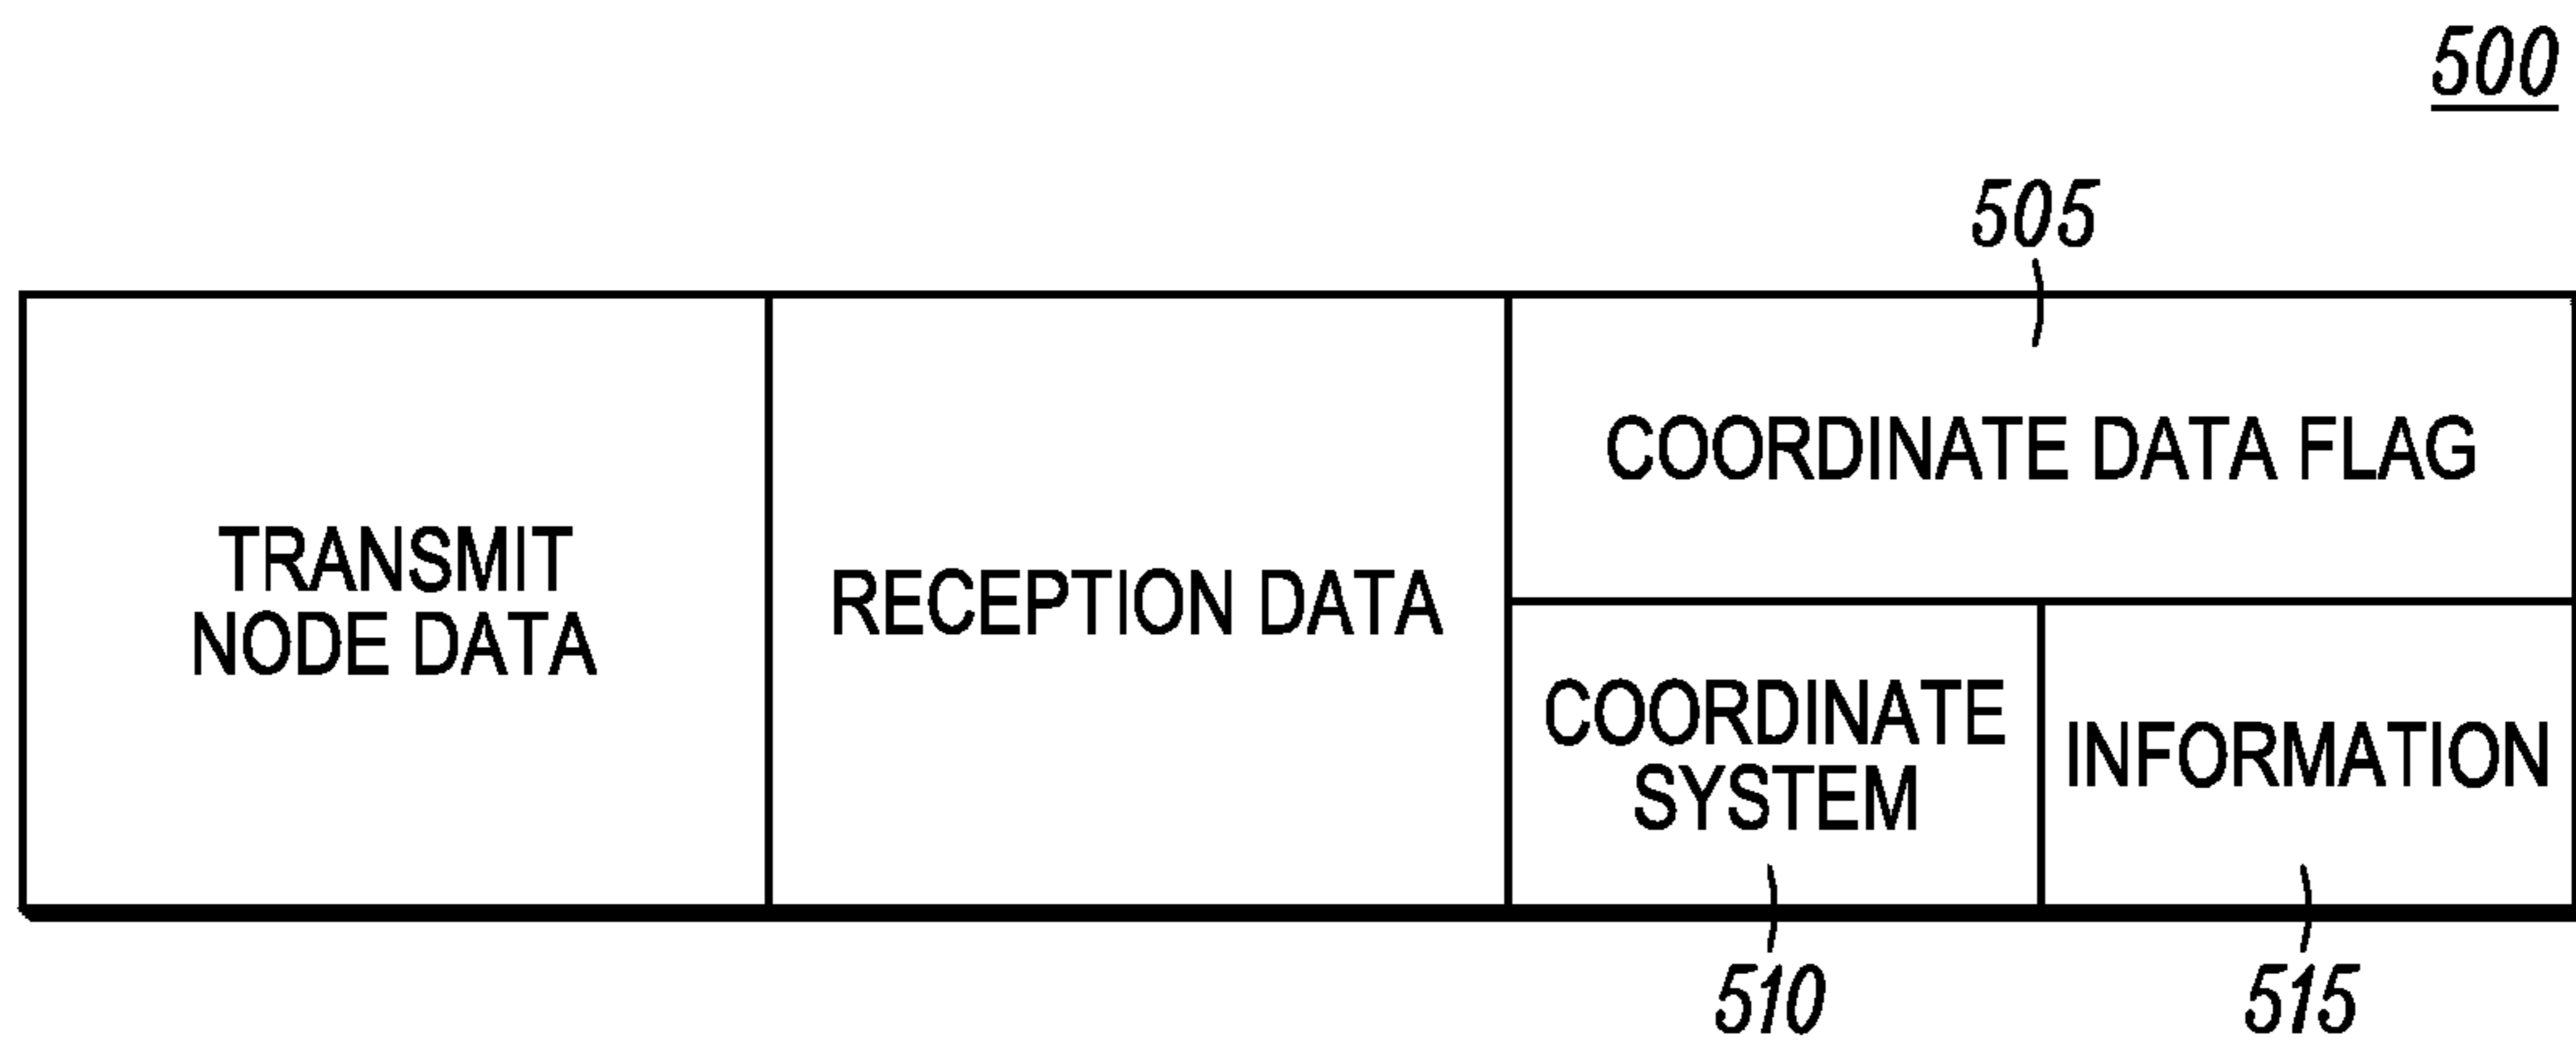 500
505
TRANSMIT
NODE DATA
RECEPTION DATA
COORDINATE DATA FLAG
COORDINATE
SYSTEM
INFORMATION
510
515